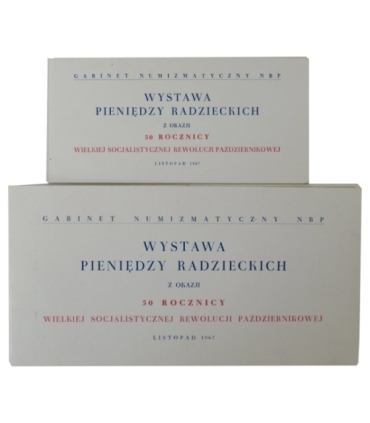 GABINET NUMIZMATYCZNY NBP
WYSTAWA
PIENIĘDZY RADZIECKICH
Z OKAZJI
50 ROCZNICY
WIELKIEJ SOCJALISTYCZNEJ REWOLUCJI PAŹDZIERNIKOWEJ
LISTOPAD 1967
GABINET NUMIZMATYCZNY NBP
WYSTAWA
PIENIĘDZY RADZIECKICH
Z OKAZJI
50 ROCZNICY
WIELKIEJ SOCJALISTYCZNEJ REWOLUCJI PAŹDZIERNIKOWEJ
LISTOPAD 1967